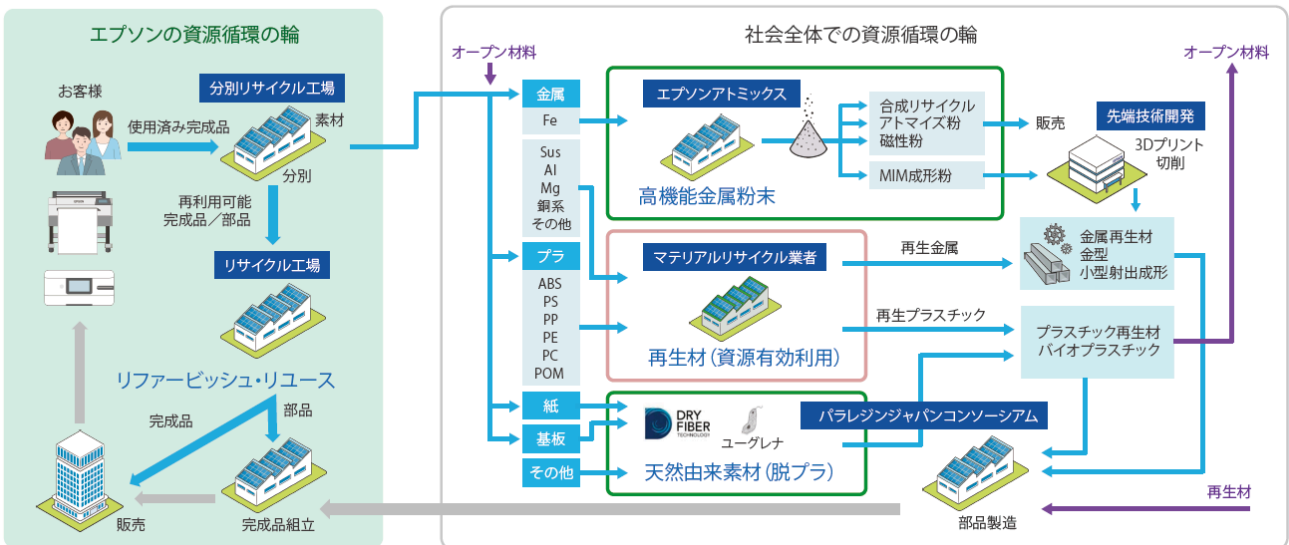 エプソンの資源循環の輪
お客様
使用済み完成品
分別リサイクル工場
素材
分別
再利用可能
完成品／部品
リサイクル工場
リファービッシュ・リユース
完成品
部品
販売
完成品組立
社会全体での資源循環の輪
オープン材料
金属
Fe
Sus
Al
Mg
銅系
その他
プラ
ABS
PS
PP
PE
PC
POM
紙
基板
その他
エプソンアトミックス
高機能金属粉末
合成リサイクル
アトマイズ粉
磁性粉
MIM成形粉
販売
先端技術開発
3Dプリント
切削
マテリアルリサイクル業者
再生材（資源有効利用）
再生金属
再生プラスチック
金属再生材
金型
小型射出成形
プラスチック再生材
バイオプラスチック
オープン材料
DRY
FIBER
TECHNOLOGY
ユーグレナ
天然由来素材（脱プラ）
パラレジンジャパンコンソーシアム
部品製造
再生材